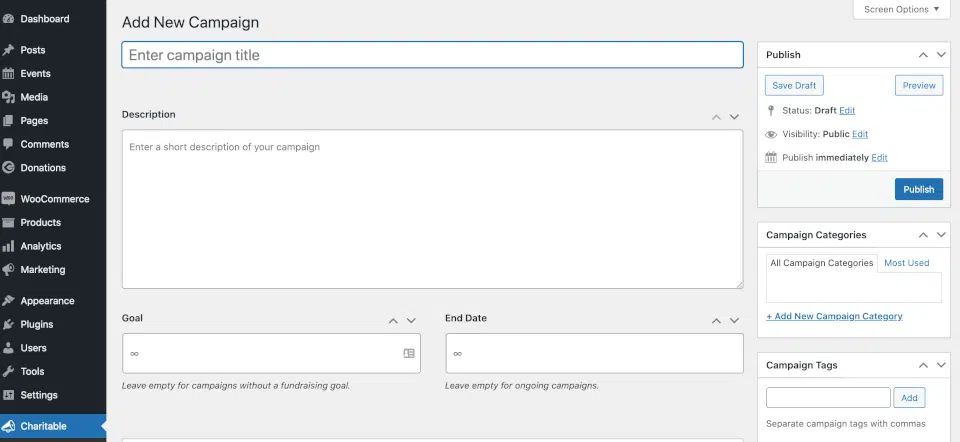 Dashboard
Posts
Events
Media
Pages
Comments
Donations
WooCommerce
Products
Analytics
Marketing
Appearance
Plugins
Users
Tools
Settings
Charitable
Screen Options
Add New Campaign
Enter campaign title
Description
Enter a short description of your campaign
Goal
∞
Leave empty for campaigns without a fundraising goal.
End Date
∞
Leave empty for ongoing campaigns.
Publish
Save Draft
Preview
Status: Draft Edit
Visibility: Public Edit
Publish immediately Edit
Publish
Campaign Categories
All Campaign Categories
Most Used
+ Add New Campaign Category
Campaign Tags
Add
Separate campaign tags with commas